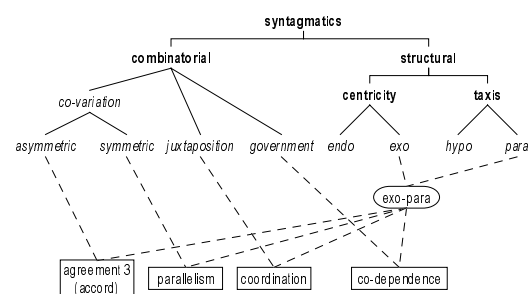 syntagmatics
combinatorial structural
co-variation centricity taxis
asymmetric symmetric juxtaposition government endo exo hypo para
exo-para
agreement 3 parallelism coordination co-dependence
(accord)